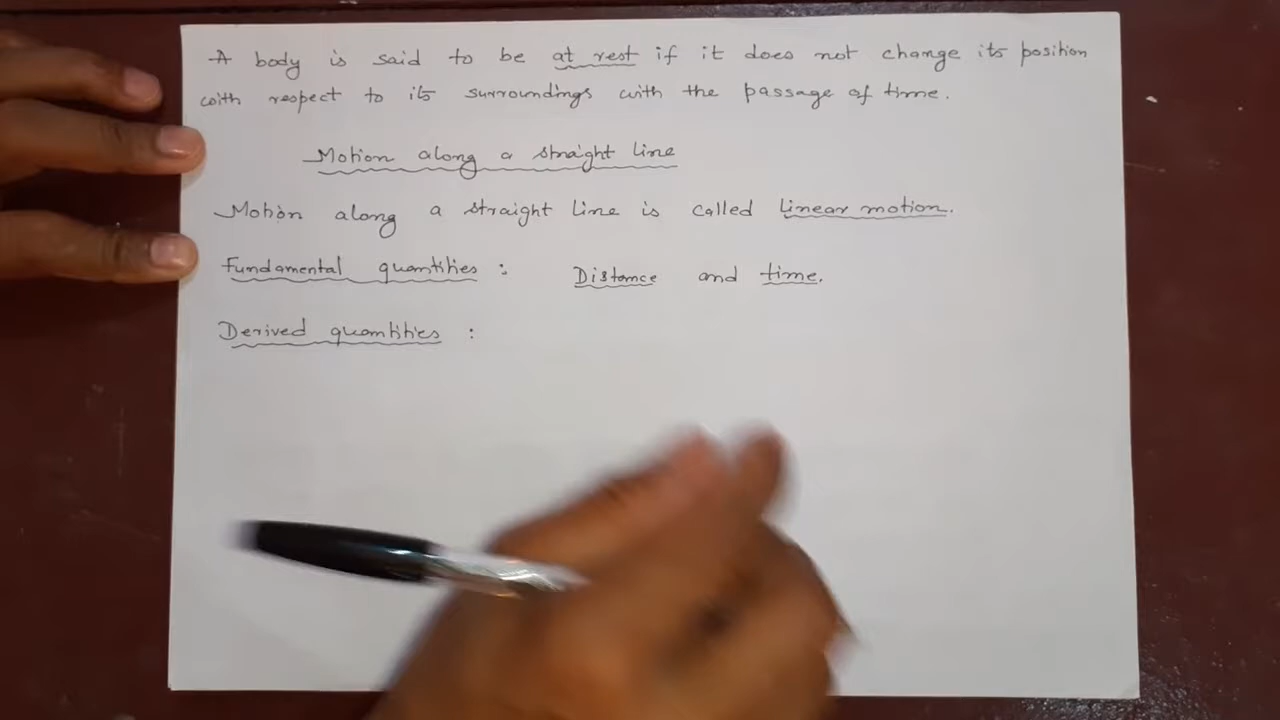 A body is said to be at rest if it does not change its position
with respect to its surroundings with the passage of time.
Motion along a straight line
Motion along a straight line is called linear motion.
Fundamental quantities : Distance and time.
Derived quantities :